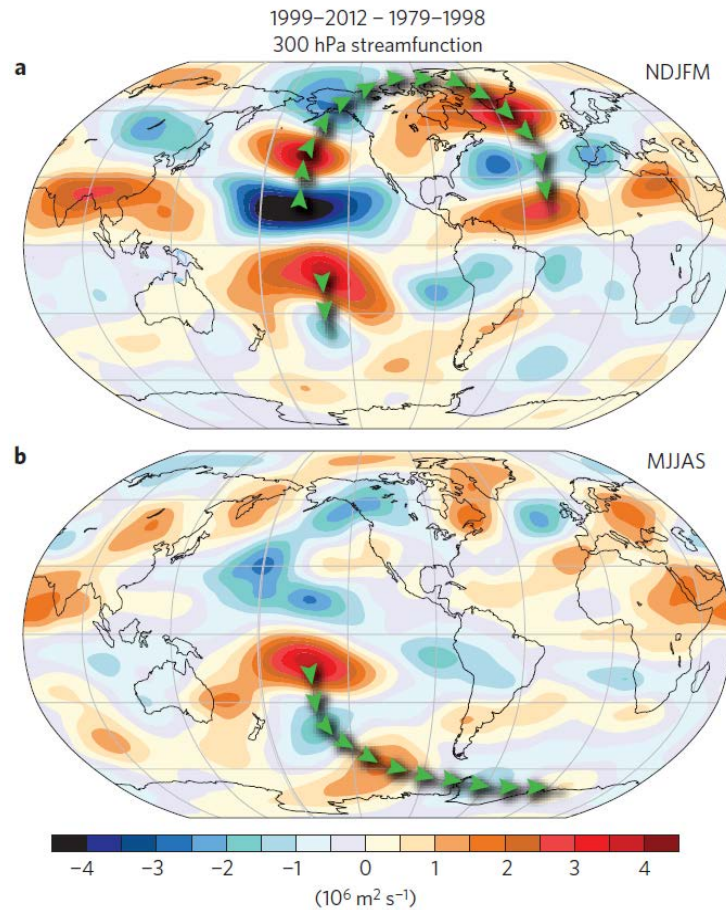 1999–2012 – 1979–1998
300 hPa streamfunction
a
NDJFM
b
MJJAS
–4 –3 –2 –1 0 1 2 3 4
(10⁶ m² s⁻¹)